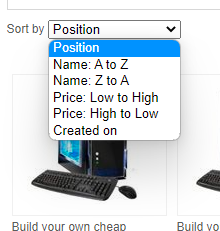 Sort by Position
Position
Name: A to Z
Name: Z to A
Price: Low to High
Price: High to Low
Created on
Build your own cheap
Build yo